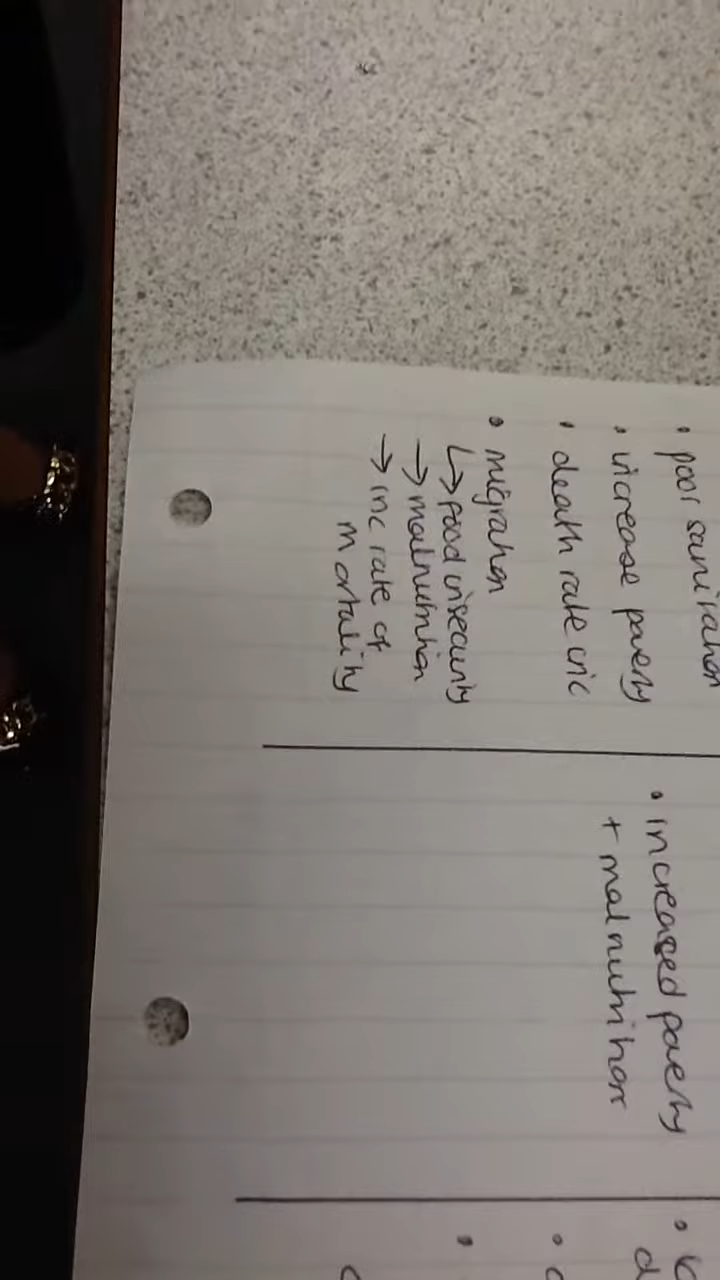 • poor sanitation
• increase poverty
• death rate inc
• migration
↳ food insecurity
→ malnutrition
→ inc rate of
mortality
• increased poverty
+ malnutrition